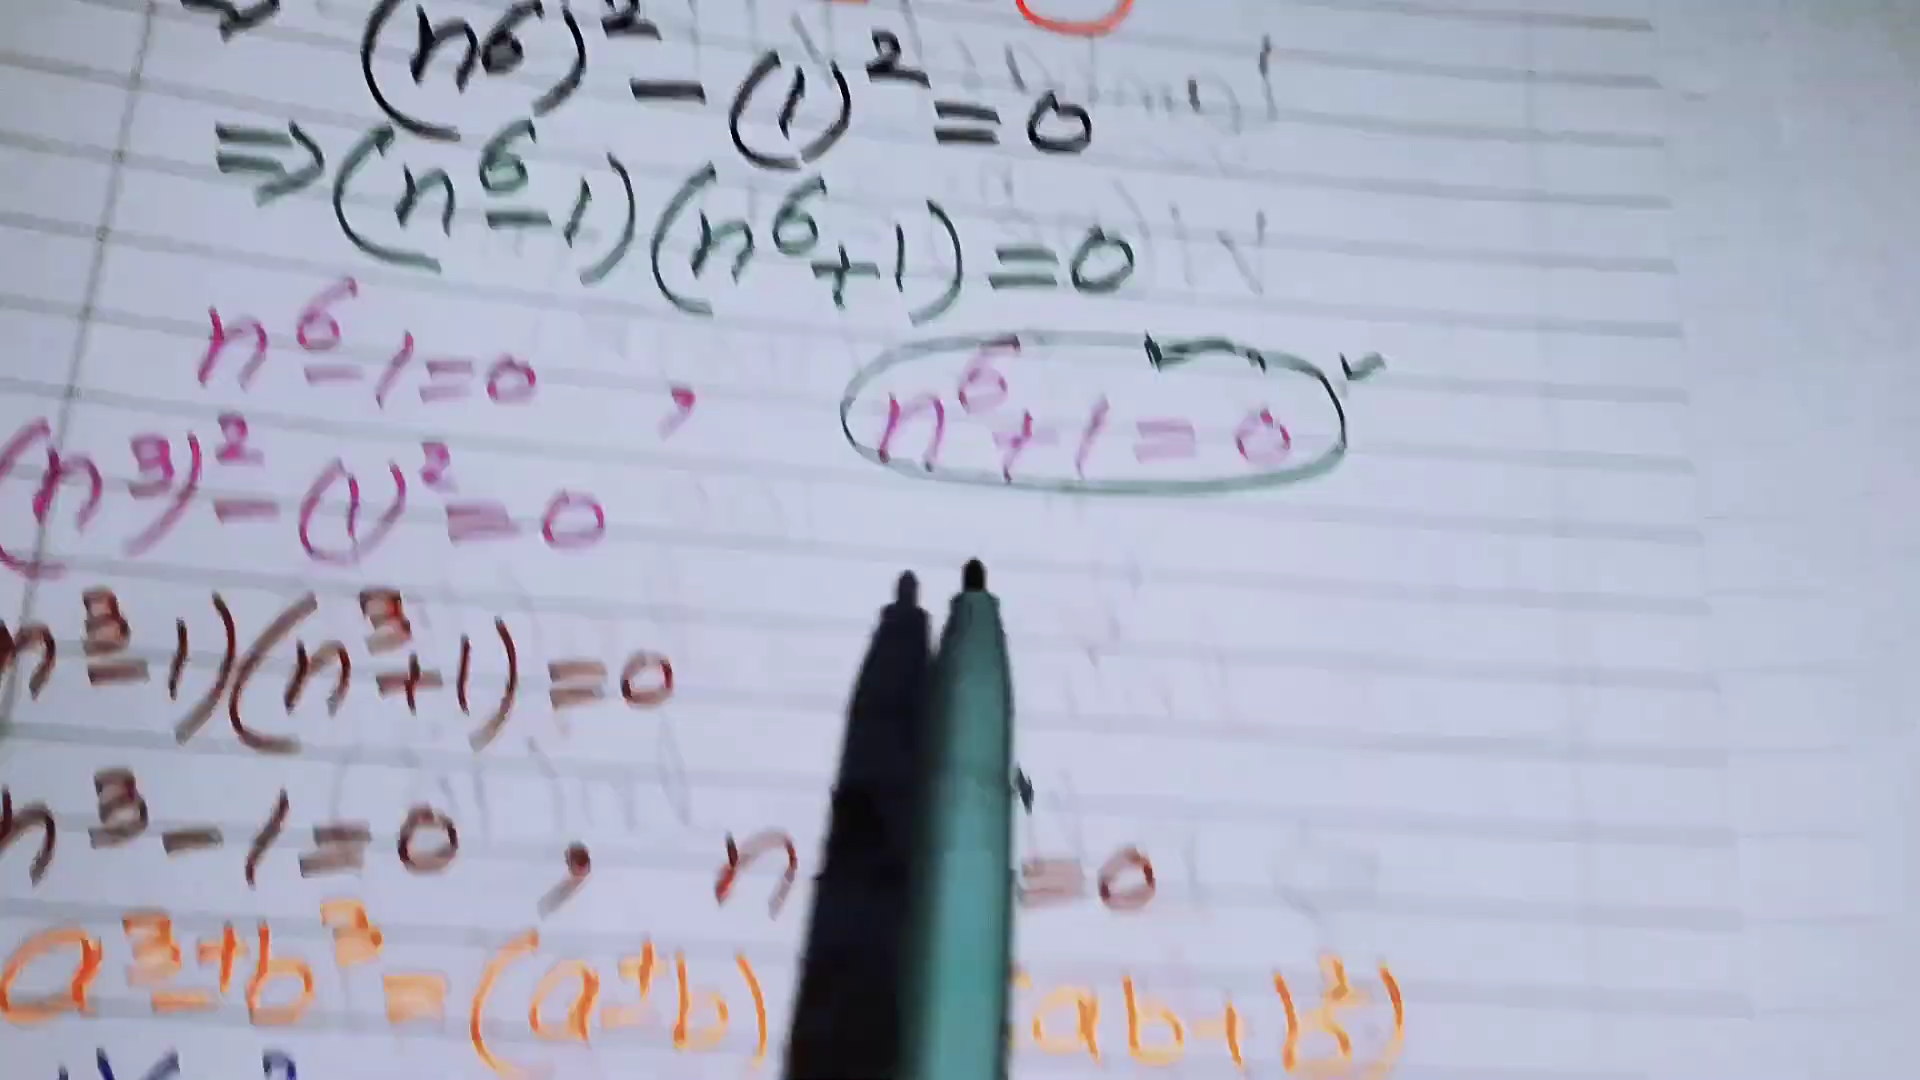 ⇒ (n⁶)² - (1)² = 0
⇒ (n⁶-1)(n⁶+1) = 0
n⁶-1=0 , n⁶+1=0
(n³)² - (1)² = 0
n³-1)(n³+1) = 0
n³-1=0 , n =0
a³±b³ = (a±b) ab+b²)